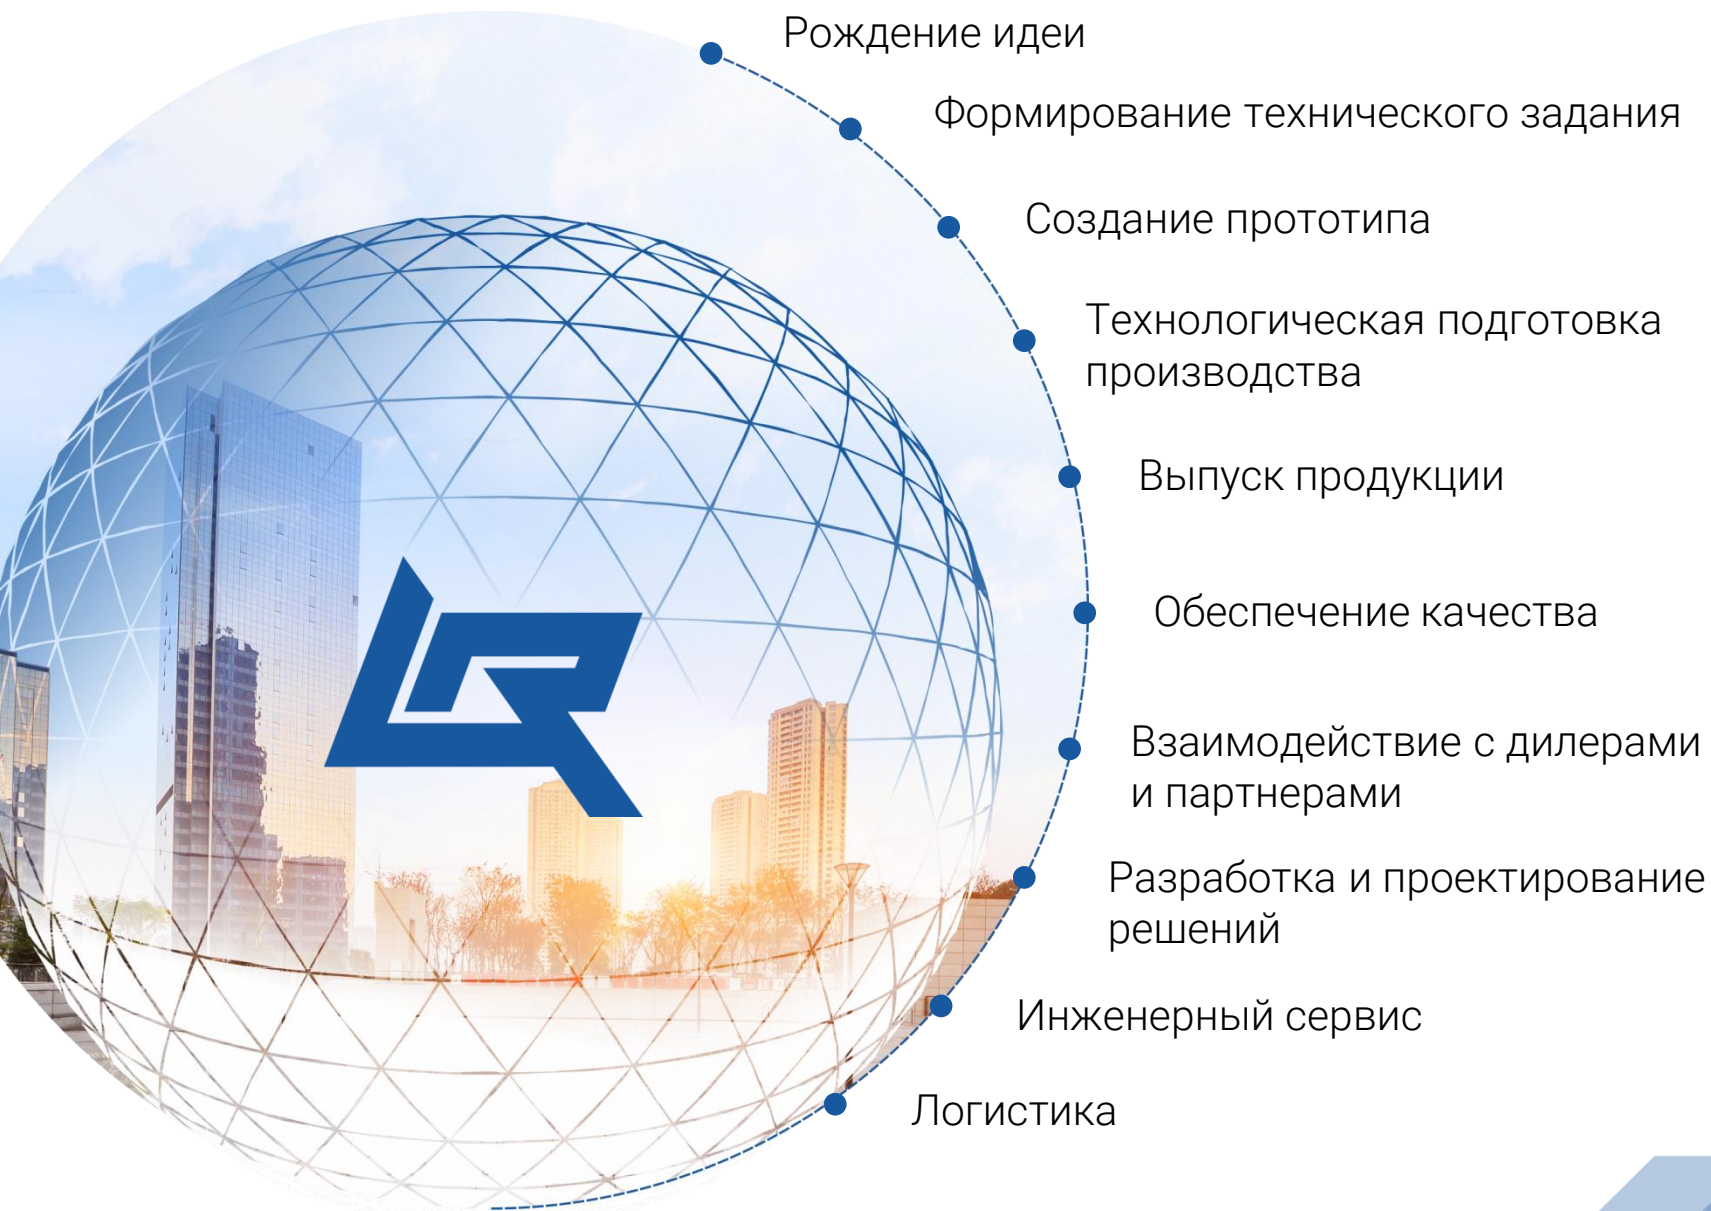 Рождение идеи
Формирование технического задания
Создание прототипа
Технологическая подготовка
производства
Выпуск продукции
Обеспечение качества
Взаимодействие с дилерами
и партнерами
Разработка и проектирование
решений
Инженерный сервис
Логистика